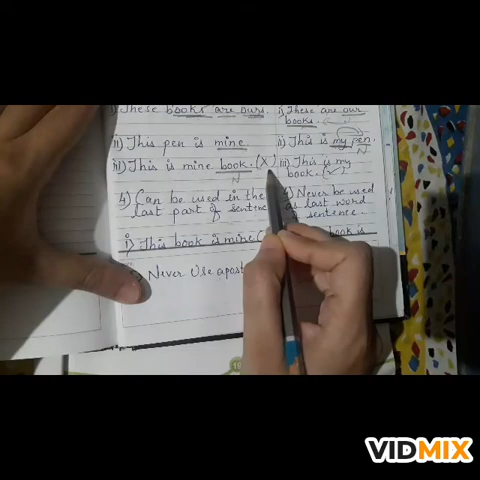 i) These books are ours.
i) These are our
books.
ii) This pen is mine
ii) This is my pen
N
iii) This is mine book. (X)
N
iii) This is my
book. (✓)
4) Can be used in the
last part of sentence
4) Never be used
as last word
sentence.
i) This book is mine(
book is
Never Use apost
VIDMIX